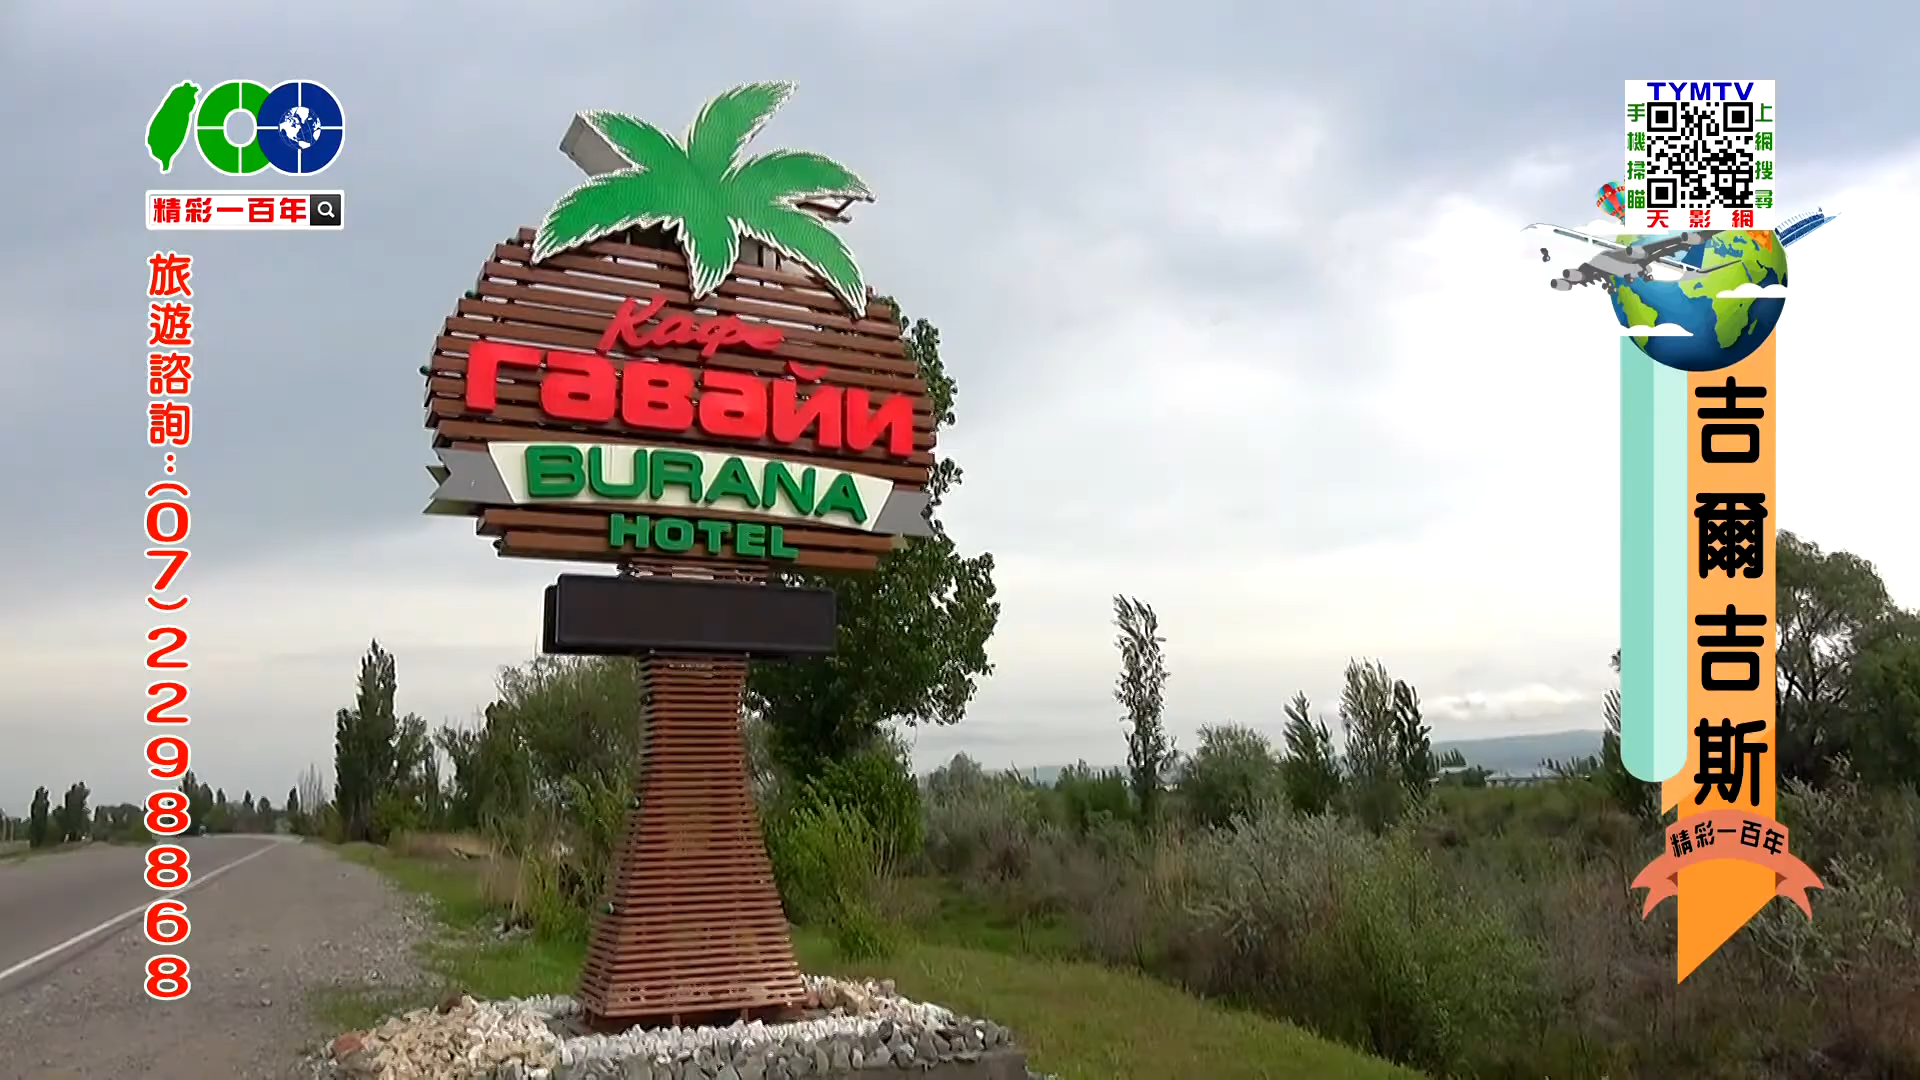 100
精彩一百年
旅遊諮詢:(07)2298868
Кафе
Гавайи
BURANA
HOTEL
TYMTV
手機掃瞄
上網搜尋
天影網
吉爾吉斯
精彩一百年